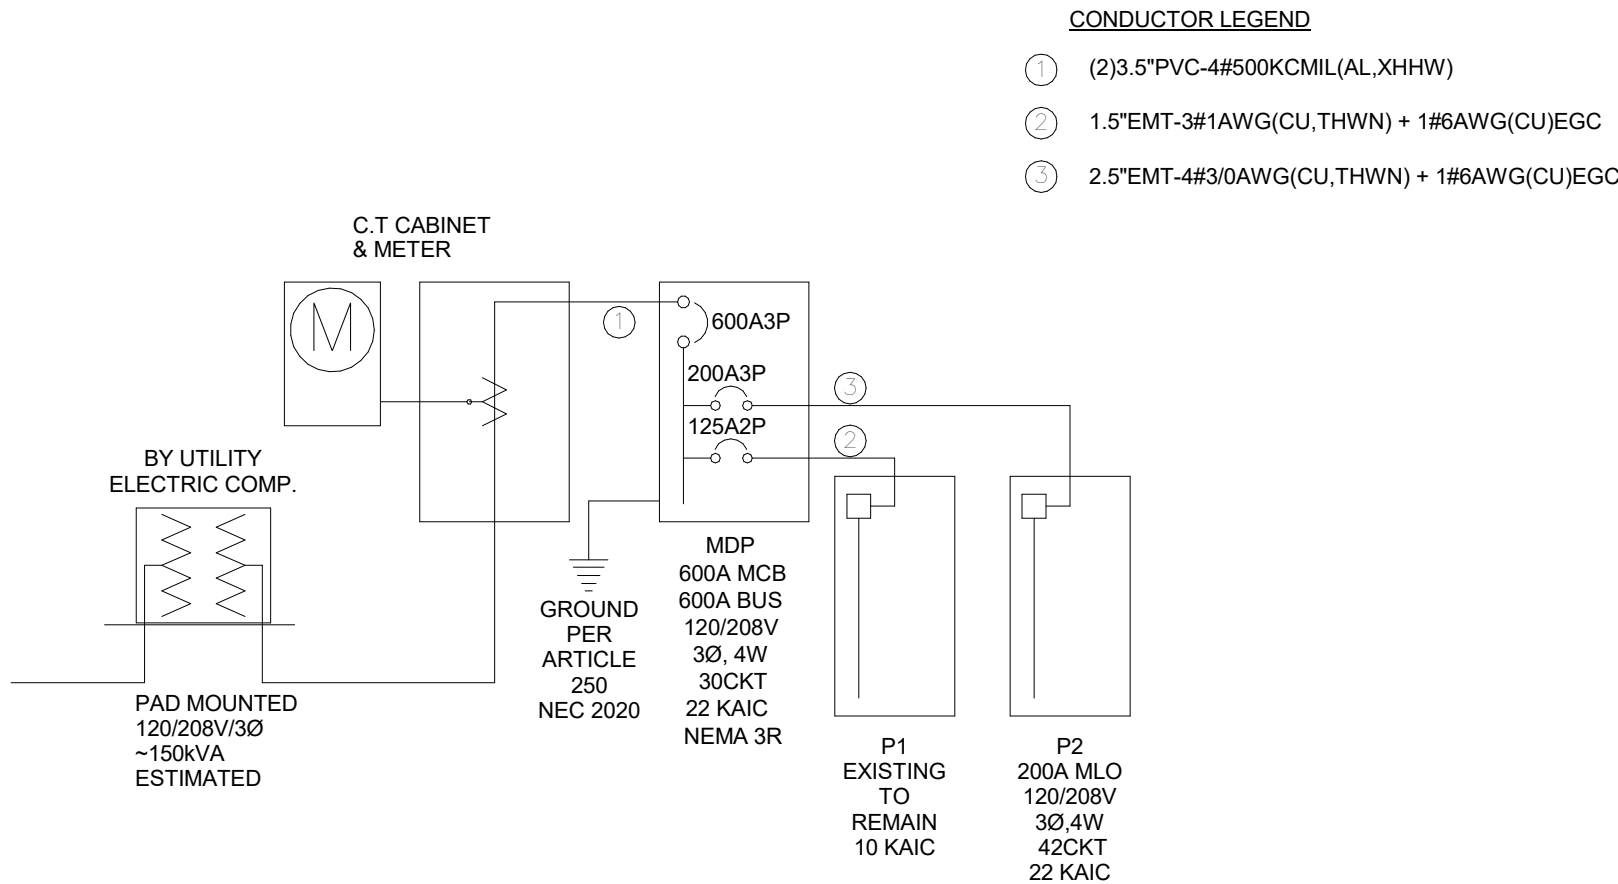 CONDUCTOR LEGEND
1 (2)3.5"PVC-4#500KCMIL(AL,XHHW)
2 1.5"EMT-3#1AWG(CU,THWN) + 1#6AWG(CU)EGC
3 2.5"EMT-4#3/0AWG(CU,THWN) + 1#6AWG(CU)EGC
C.T CABINET
& METER
M
1
600A3P
200A3P
3
125A2P
2
BY UTILITY
ELECTRIC COMP.
PAD MOUNTED
120/208V/3Ø
~150kVA
ESTIMATED
GROUND
PER
ARTICLE
250
NEC 2020
MDP
600A MCB
600A BUS
120/208V
3Ø, 4W
30CKT
22 KAIC
NEMA 3R
P1
EXISTING
TO
REMAIN
10 KAIC
P2
200A MLO
120/208V
3Ø,4W
42CKT
22 KAIC